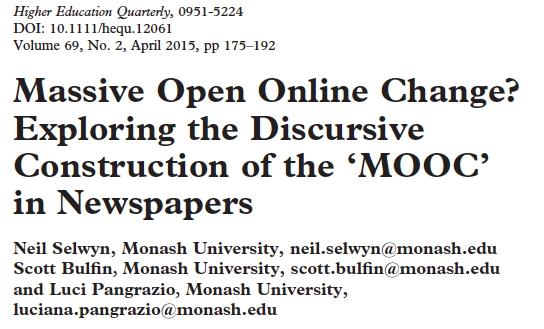 Higher Education Quarterly, 0951-5224
DOI: 10.1111/hequ.12061
Volume 69, No. 2, April 2015, pp 175–192
Massive Open Online Change?
Exploring the Discursive
Construction of the ‘MOOC’
in Newspapers
Neil Selwyn, Monash University, neil.selwyn@monash.edu
Scott Bulfin, Monash University, scott.bulfin@monash.edu
and Luci Pangrazio, Monash University,
luciana.pangrazio@monash.edu